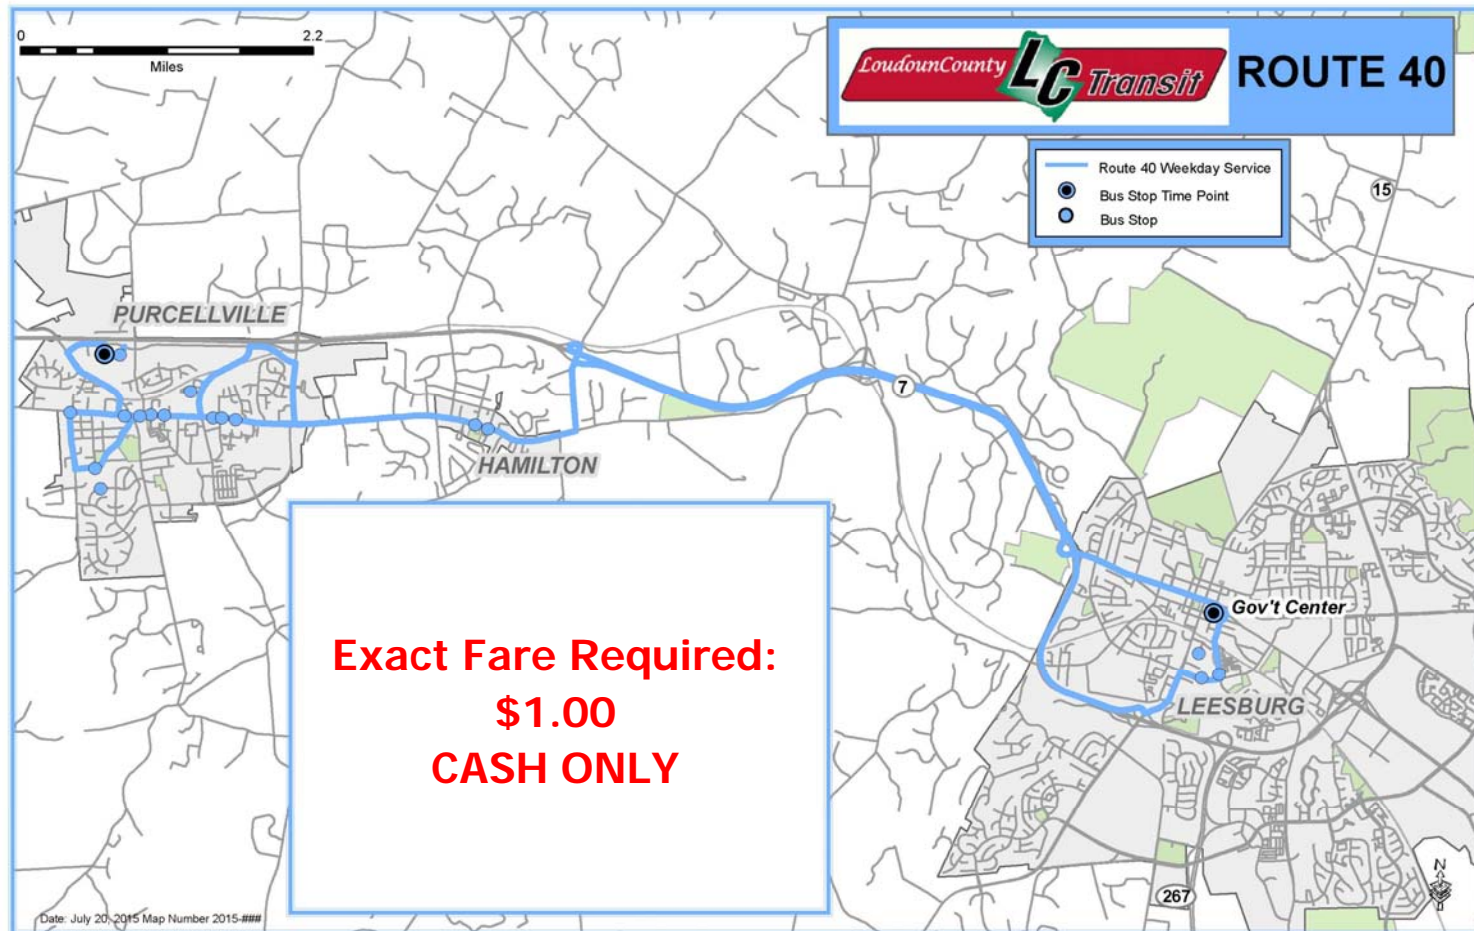 0 2.2
Miles
LoudounCounty LC Transit
ROUTE 40
Route 40 Weekday Service
Bus Stop Time Point
Bus Stop
15
PURCELLVILLE
7
HAMILTON
Gov't Center
LEESBURG
Exact Fare Required:
$1.00
CASH ONLY
267
N
Date: July 20, 2015 Map Number 2015-###